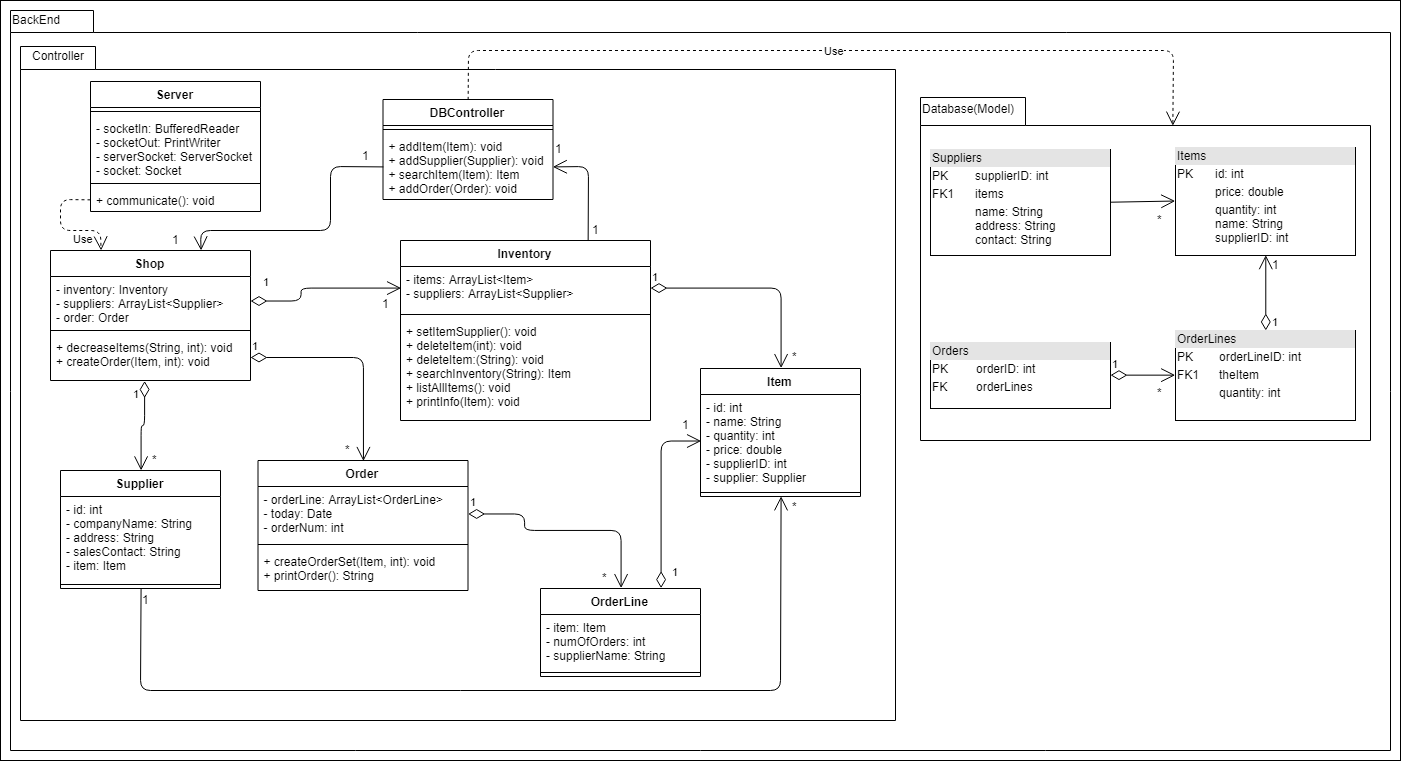 BackEnd
Controller
Use
Server
- socketIn: BufferedReader
- socketOut: PrintWriter
- serverSocket: ServerSocket
- socket: Socket
+ communicate(): void
DBController
+ addItem(Item): void
+ addSupplier(Supplier): void
+ searchItem(Item): Item
+ addOrder(Order): void
1
1
1
1
Use
Shop
- inventory: Inventory
- suppliers: ArrayList<Supplier>
- order: Order
+ decreaseItems(String, int): void
+ createOrder(Item, int): void
1
1
1
1
Inventory
- items: ArrayList<Item>
- suppliers: ArrayList<Supplier>
+ setItemSupplier(): void
+ deleteItem(int): void
+ deleteItem:(String): void
+ searchInventory(String): Item
+ listAllItems(): void
+ printInfo(Item): void
1
*
Item
- id: int
- name: String
- quantity: int
- price: double
- supplierID: int
- supplier: Supplier
*
1
*
Supplier
- id: int
- companyName: String
- address: String
- salesContact: String
- item: Item
1
*
Order
- orderLine: ArrayList<OrderLine>
- today: Date
- orderNum: int
+ createOrderSet(Item, int): void
+ printOrder(): String
1
*
1
OrderLine
- item: Item
- numOfOrders: int
- supplierName: String
Database(Model)
Suppliers
PK supplierID: int
FK1 items
name: String
address: String
contact: String
*
Items
PK id: int
price: double
quantity: int
name: String
supplierID: int
1
1
Orders
PK orderID: int
FK orderLines
1
*
OrderLines
PK orderLineID: int
FK1 theItem
quantity: int